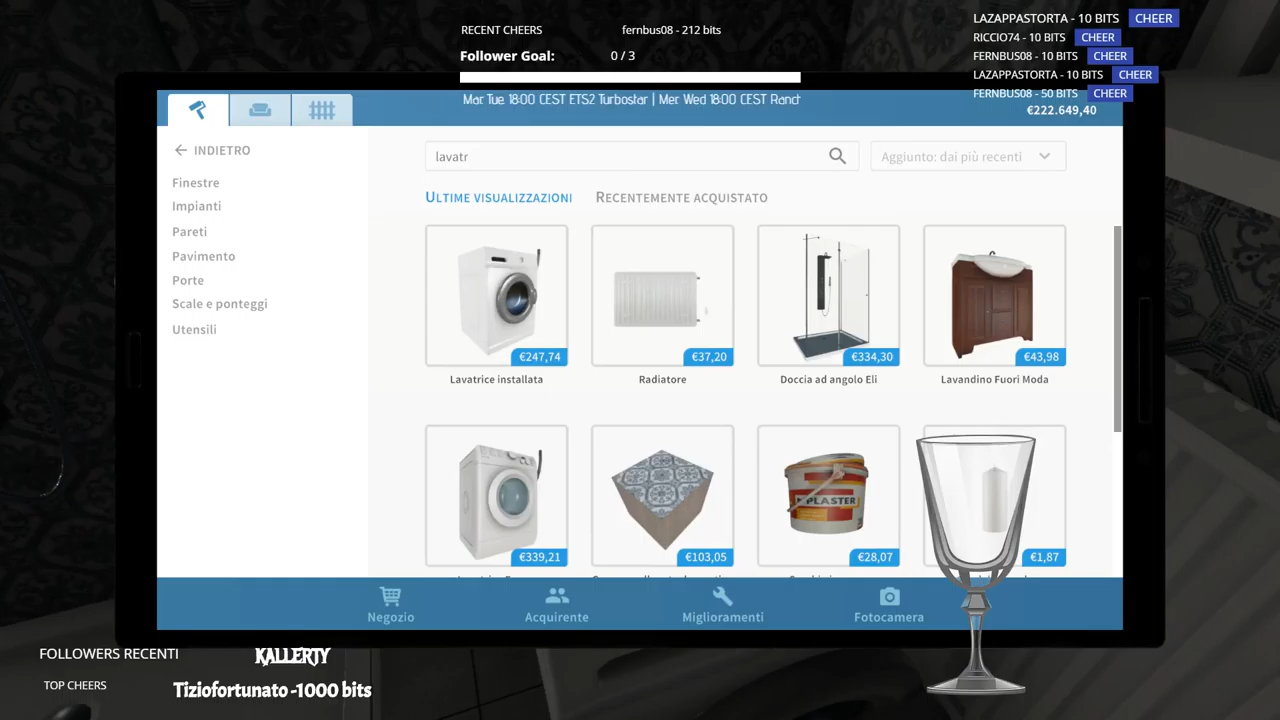 RECENT CHEERS
fernbus08 - 212 bits
Follower Goal:
0 / 3
LAZAPPASTORTA - 10 BITS CHEER
RICCIO74 - 10 BITS CHEER
FERNBUS08 - 10 BITS CHEER
LAZAPPASTORTA - 10 BITS CHEER
FERNBUS08 - 50 BITS CHEER
Mar Tue 18:00 CEST ETS2 Turbostar | Mer Wed 18:00 CEST Ranch
€222.649,40
INDIETRO
Finestre
Impianti
Pareti
Pavimento
Porte
Scale e ponteggi
Utensili
lavatr
Aggiunto: dai più recenti
ULTIME VISUALIZZAZIONI
RECENTEMENTE ACQUISTATO
€247,74
€37,20
€334,30
€43,98
Lavatrice installata
Radiatore
Doccia ad angolo Eli
Lavandino Fuori Moda
PLASTER
€339,21
€103,05
€28,07
€1,87
Negozio
Acquirente
Miglioramenti
Fotocamera
FOLLOWERS RECENTI
KALLERTY
TOP CHEERS
Tiziofortunato -1000 bits